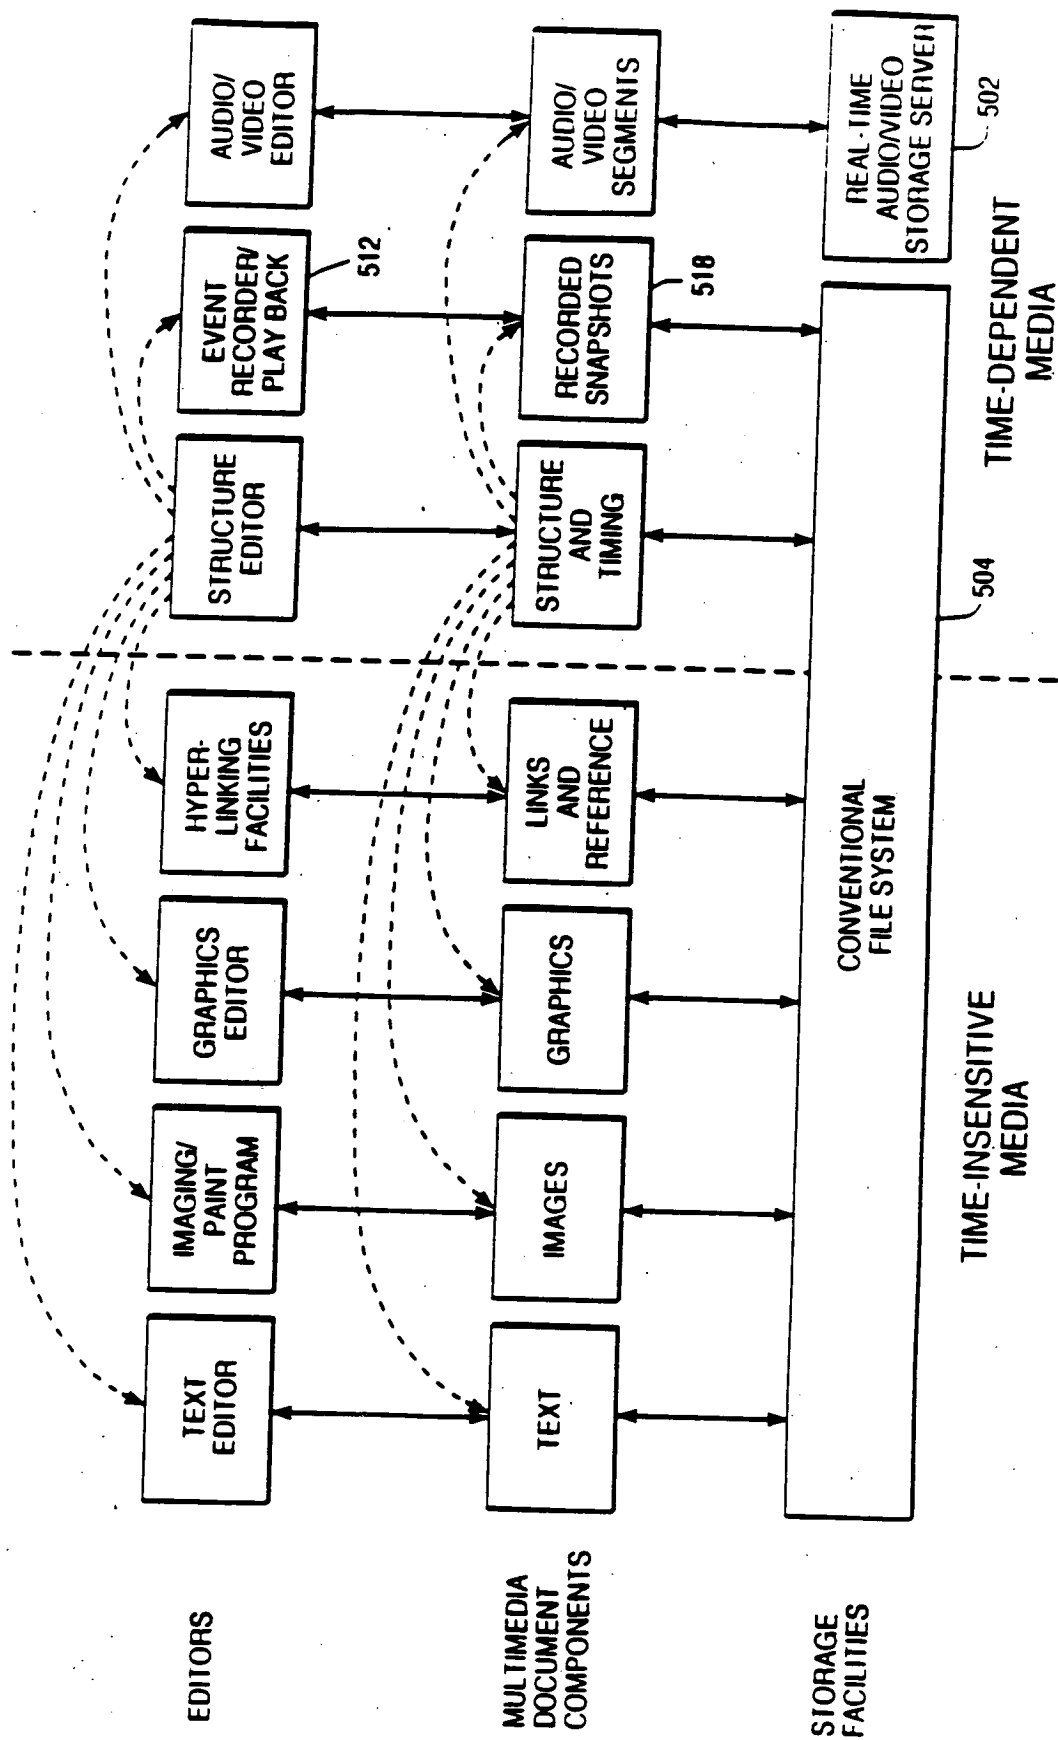 EDITORS
TEXT
EDITOR
IMAGING/
PAINT
PROGRAM
GRAPHICS
EDITOR
HYPER-
LINKING
FACILITIES
STRUCTURE
EDITOR
EVENT
RECORDER/
PLAY BACK
512
AUDIO/
VIDEO
EDITOR
MULTIMEDIA
DOCUMENT
COMPONENTS
TEXT
IMAGES
GRAPHICS
LINKS
AND
REFERENCE
STRUCTURE
AND
TIMING
RECORDED
SNAPSHOTS
518
AUDIO/
VIDEO
SEGMENTS
STORAGE
FACILITIES
CONVENTIONAL
FILE SYSTEM
504
REAL-TIME
AUDIO/VIDEO
STORAGE SERVER
502
TIME-INSENSITIVE
MEDIA
TIME-DEPENDENT
MEDIA